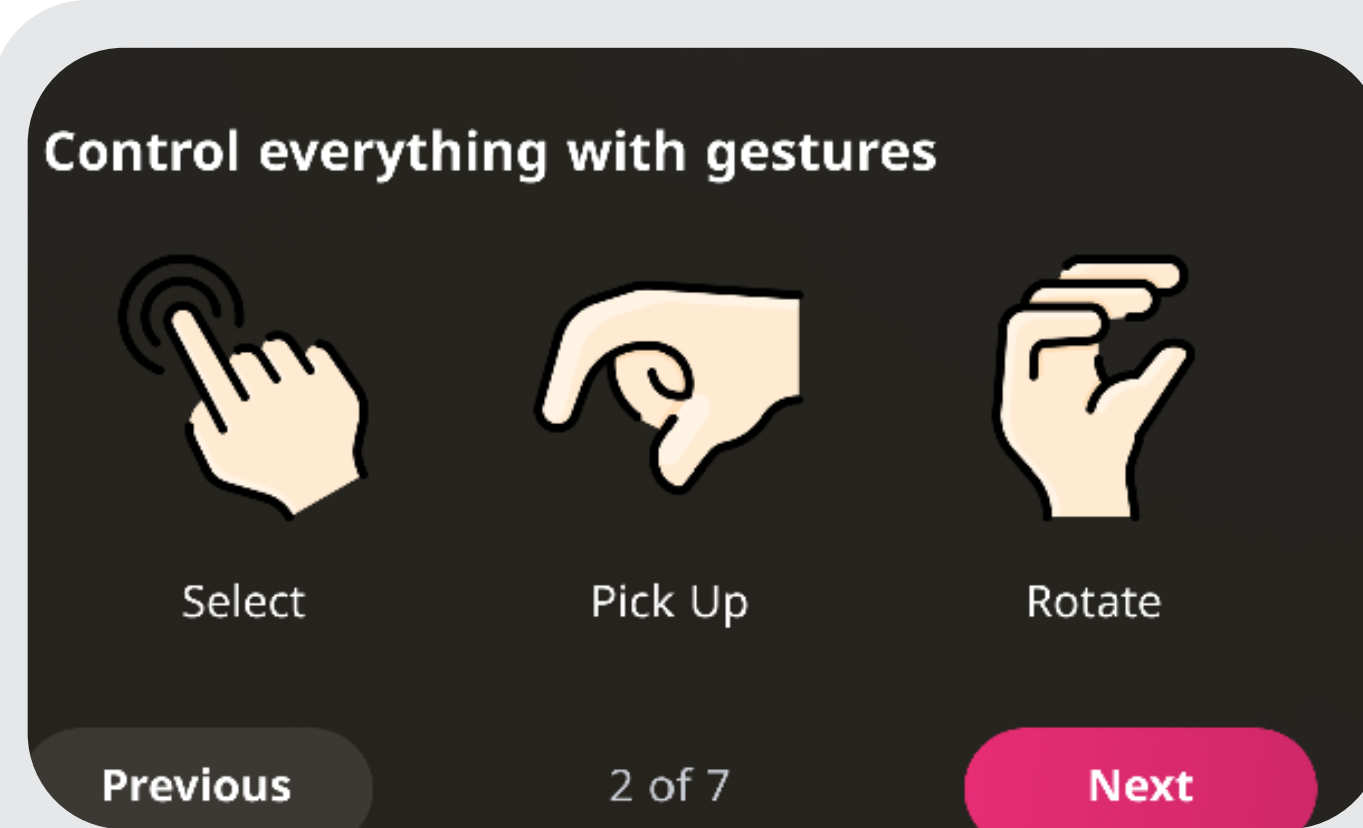 Control everything with gestures
Select
Pick Up
Rotate
Previous
2 of 7
Next